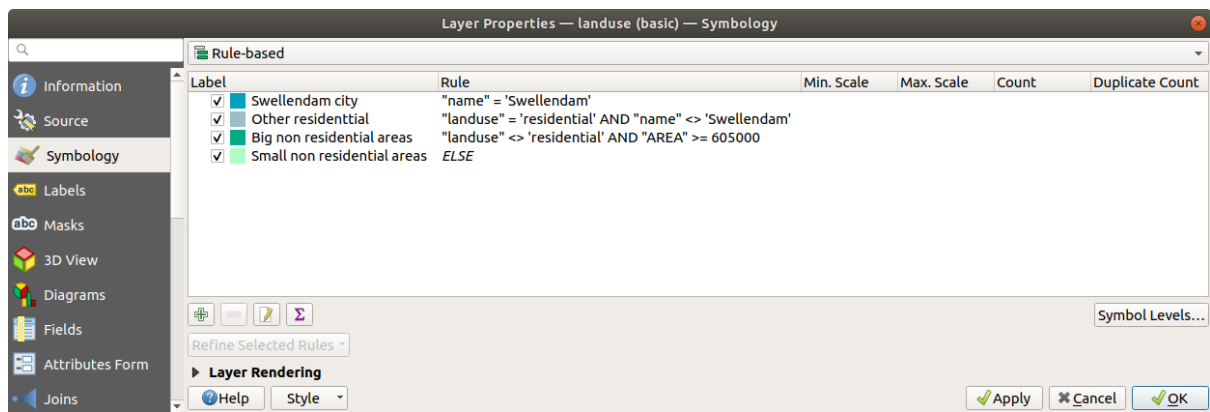 Layer Properties — landuse (basic) — Symbology
Information
Source
Symbology
abc Labels
abc Masks
3D View
Diagrams
Fields
Attributes Form
Joins
Rule-based
Label Rule Min. Scale Max. Scale Count Duplicate Count
Swellendam city "name" = 'Swellendam'
Other residenttial "landuse" = 'residential' AND "name" <> 'Swellendam'
Big non residential areas "landuse" <> 'residential' AND "AREA" >= 605000
Small non residential areas ELSE
Σ
Symbol Levels...
Refine Selected Rules
Layer Rendering
Help Style Apply Cancel OK